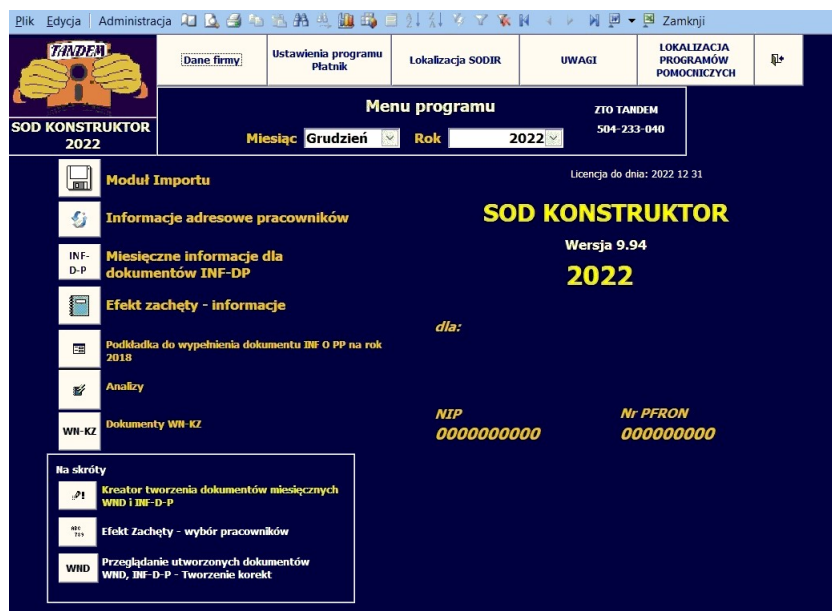 Plik Edycja Administracja Zamknji
TANDEM
Dane firmy
Ustawienia programu
Płatnik
Lokalizacja SODIR
UWAGI
LOKALIZACJA
PROGRAMÓW
POMOCNICZYCH
SOD KONSTRUKTOR
2022
Menu programu
ZTO TANDEM
504-233-040
Miesiąc Grudzień Rok 2022
Licencja do dnia: 2022 12 31
SOD KONSTRUKTOR
Wersja 9.94
2022
Moduł Importu
Informacje adresowe pracowników
INF-
D-P
Miesięczne informacje dla
dokumentów INF-DP
Efekt zachęty - informacje
Podkładka do wypełnienia dokumentu INF O PP na rok
2018
Analizy
WN-KZ
Dokumenty WN-KZ
dla:
NIP
0000000000
Nr PFRON
000000000
Na skróty
Kreator tworzenia dokumentów miesięcznych
WND i INF-D-P
Efekt Zachęty - wybór pracowników
WND
Przeglądanie utworzonych dokumentów
WND, INF-D-P - Tworzenie korekt